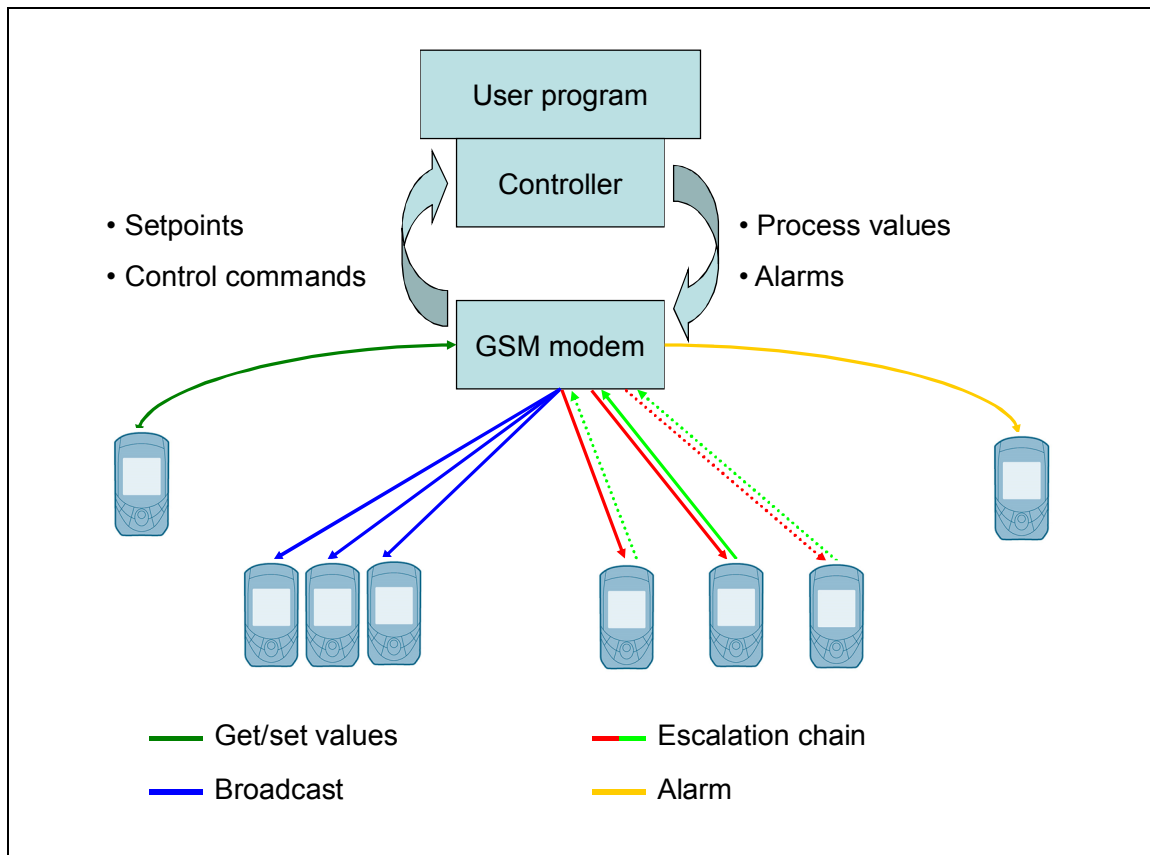 User program
Controller
• Setpoints
• Control commands
• Process values
• Alarms
GSM modem
Get/set values
Broadcast
Escalation chain
Alarm